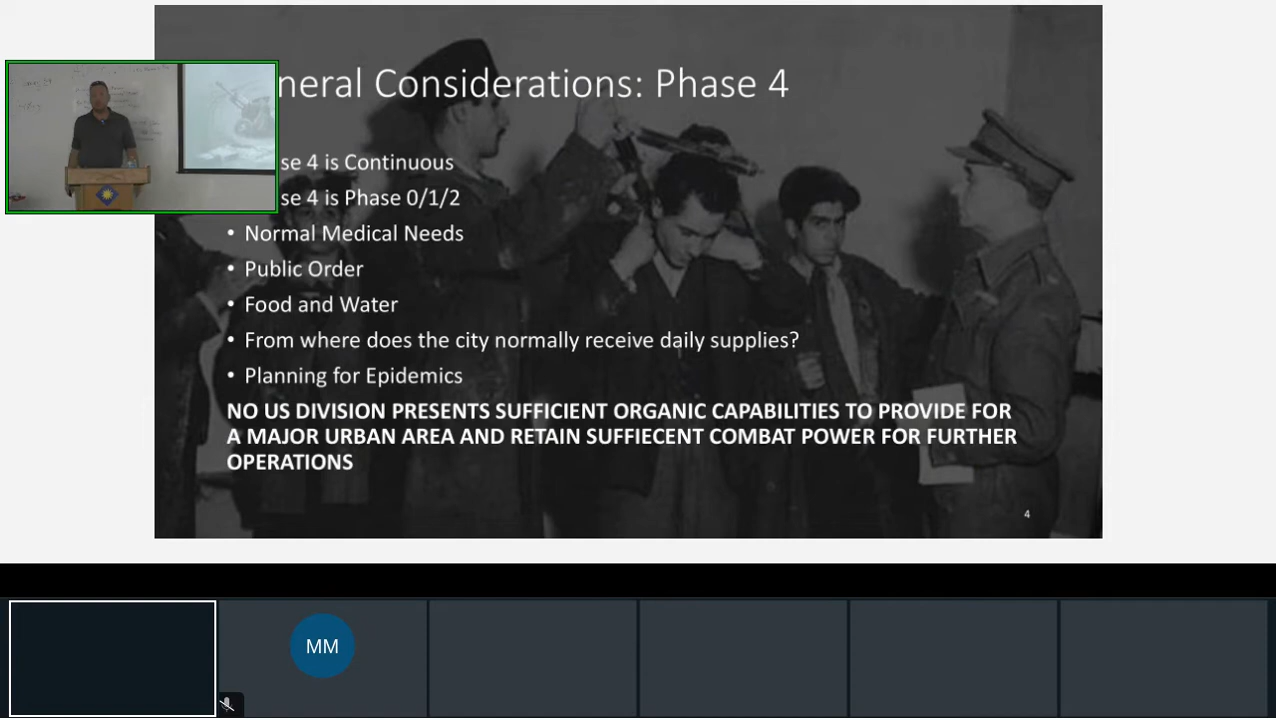 neral Considerations: Phase 4
se 4 is Continuous
se 4 is Phase 0/1/2
• Normal Medical Needs
• Public Order
• Food and Water
• From where does the city normally receive daily supplies?
• Planning for Epidemics
NO US DIVISION PRESENTS SUFFICIENT ORGANIC CAPABILITIES TO PROVIDE FOR
A MAJOR URBAN AREA AND RETAIN SUFFIECENT COMBAT POWER FOR FURTHER
OPERATIONS
4
MM